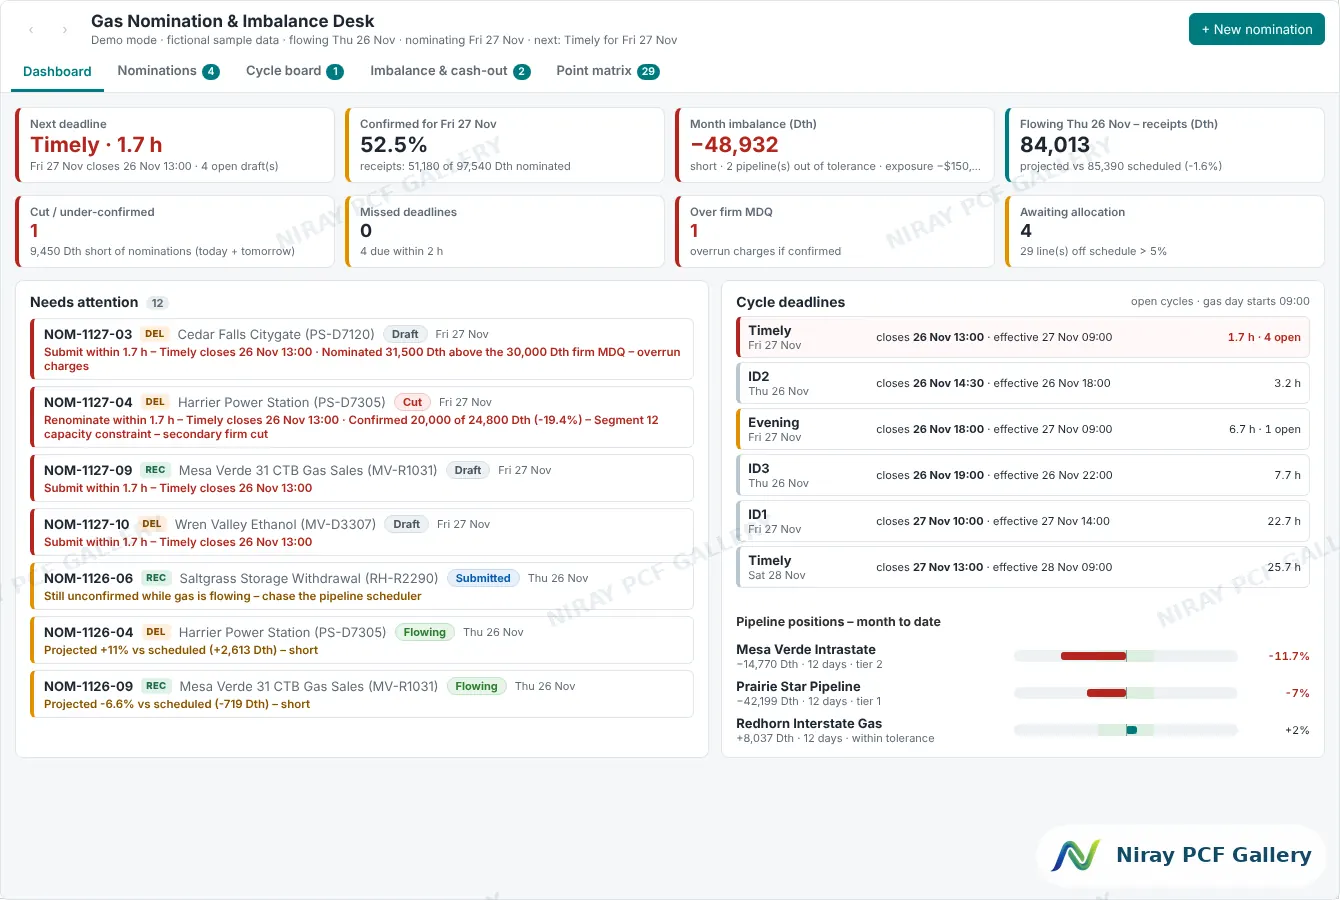 Gas Nomination & Imbalance Desk
Demo mode · fictional sample data · flowing Thu 26 Nov · nominating Fri 27 Nov · next: Timely for Fri 27 Nov
+ New nomination
Dashboard
Nominations 4
Cycle board 1
Imbalance & cash-out 2
Point matrix 29
Next deadline
Timely · 1.7 h
Fri 27 Nov closes 26 Nov 13:00 · 4 open draft(s)
Confirmed for Fri 27 Nov
52.5%
receipts: 51,180 of 97,540 Dth nominated
Month imbalance (Dth)
−48,932
short · 2 pipeline(s) out of tolerance · exposure −$150,...
Flowing Thu 26 Nov – receipts (Dth)
84,013
projected vs 85,390 scheduled (-1.6%)
Cut / under-confirmed
1
9,450 Dth short of nominations (today + tomorrow)
Missed deadlines
0
4 due within 2 h
Over firm MDQ
1
overrun charges if confirmed
Awaiting allocation
4
29 line(s) off schedule > 5%
Needs attention 12
NOM-1127-03 DEL Cedar Falls Citygate (PS-D7120) Draft Fri 27 Nov
Submit within 1.7 h – Timely closes 26 Nov 13:00 · Nominated 31,500 Dth above the 30,000 Dth firm MDQ – overrun
charges
NOM-1127-04 DEL Harrier Power Station (PS-D7305) Cut Fri 27 Nov
Renominate within 1.7 h – Timely closes 26 Nov 13:00 · Confirmed 20,000 of 24,800 Dth (-19.4%) – Segment 12
capacity constraint – secondary firm cut
NOM-1127-09 REC Mesa Verde 31 CTB Gas Sales (MV-R1031) Draft Fri 27 Nov
Submit within 1.7 h – Timely closes 26 Nov 13:00
NOM-1127-10 DEL Wren Valley Ethanol (MV-D3307) Draft Fri 27 Nov
Submit within 1.7 h – Timely closes 26 Nov 13:00
NOM-1126-06 REC Saltgrass Storage Withdrawal (RH-R2290) Submitted Thu 26 Nov
Still unconfirmed while gas is flowing – chase the pipeline scheduler
NOM-1126-04 DEL Harrier Power Station (PS-D7305) Flowing Thu 26 Nov
Projected +11% vs scheduled (+2,613 Dth) – short
NOM-1126-09 REC Mesa Verde 31 CTB Gas Sales (MV-R1031) Flowing Thu 26 Nov
Projected -6.6% vs scheduled (-719 Dth) – short
Cycle deadlines
open cycles · gas day starts 09:00
Timely
Fri 27 Nov
closes 26 Nov 13:00 · effective 27 Nov 09:00
1.7 h · 4 open
ID2
Thu 26 Nov
closes 26 Nov 14:30 · effective 26 Nov 18:00
3.2 h
Evening
Fri 27 Nov
closes 26 Nov 18:00 · effective 27 Nov 09:00
6.7 h · 1 open
ID3
Thu 26 Nov
closes 26 Nov 19:00 · effective 26 Nov 22:00
7.7 h
ID1
Fri 27 Nov
closes 27 Nov 10:00 · effective 27 Nov 14:00
22.7 h
Timely
Sat 28 Nov
closes 27 Nov 13:00 · effective 28 Nov 09:00
25.7 h
Pipeline positions – month to date
Mesa Verde Intrastate
−14,770 Dth · 12 days · tier 2
-11.7%
Prairie Star Pipeline
−42,199 Dth · 12 days · tier 1
-7%
Redhorn Interstate Gas
+8,037 Dth · 12 days · within tolerance
+2%
NIRAY PCF GALLERY
NIRAY PCF GALLERY
NIRAY PCF GALLERY
Niray PCF Gallery